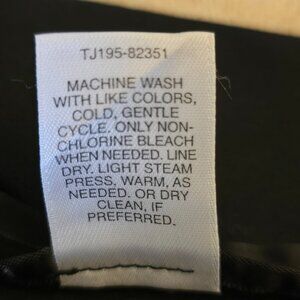 TJ195-82351
MACHINE WASH
WITH LIKE COLORS,
COLD, GENTLE
CYCLE. ONLY NON-
CHLORINE BLEACH
WHEN NEEDED. LINE
DRY. LIGHT STEAM
PRESS, WARM, AS
NEEDED. OR DRY
CLEAN, IF
PREFERRED.